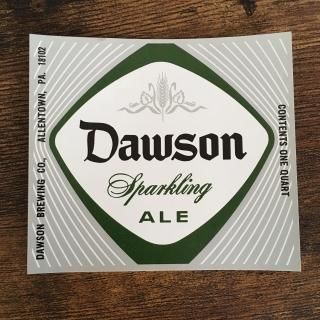 Dawson
Sparkling
ALE
DAWSON BREWING CO., ALLENTOWN, PA. 18102
CONTENTS ONE QUART